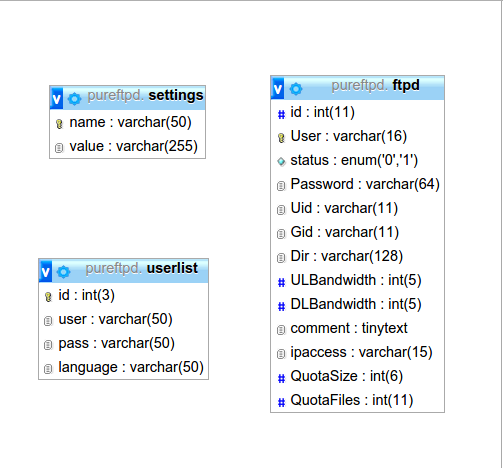 v pureftpd. settings
name : varchar(50)
value : varchar(255)
v pureftpd. ftpd
# id : int(11)
User : varchar(16)
status : enum('0','1')
Password : varchar(64)
Uid : varchar(11)
Gid : varchar(11)
Dir : varchar(128)
# ULBandwidth : int(5)
# DLBandwidth : int(5)
comment : tinytext
ipaccess : varchar(15)
# QuotaSize : int(6)
# QuotaFiles : int(11)
v pureftpd. userlist
id : int(3)
user : varchar(50)
pass : varchar(50)
language : varchar(50)